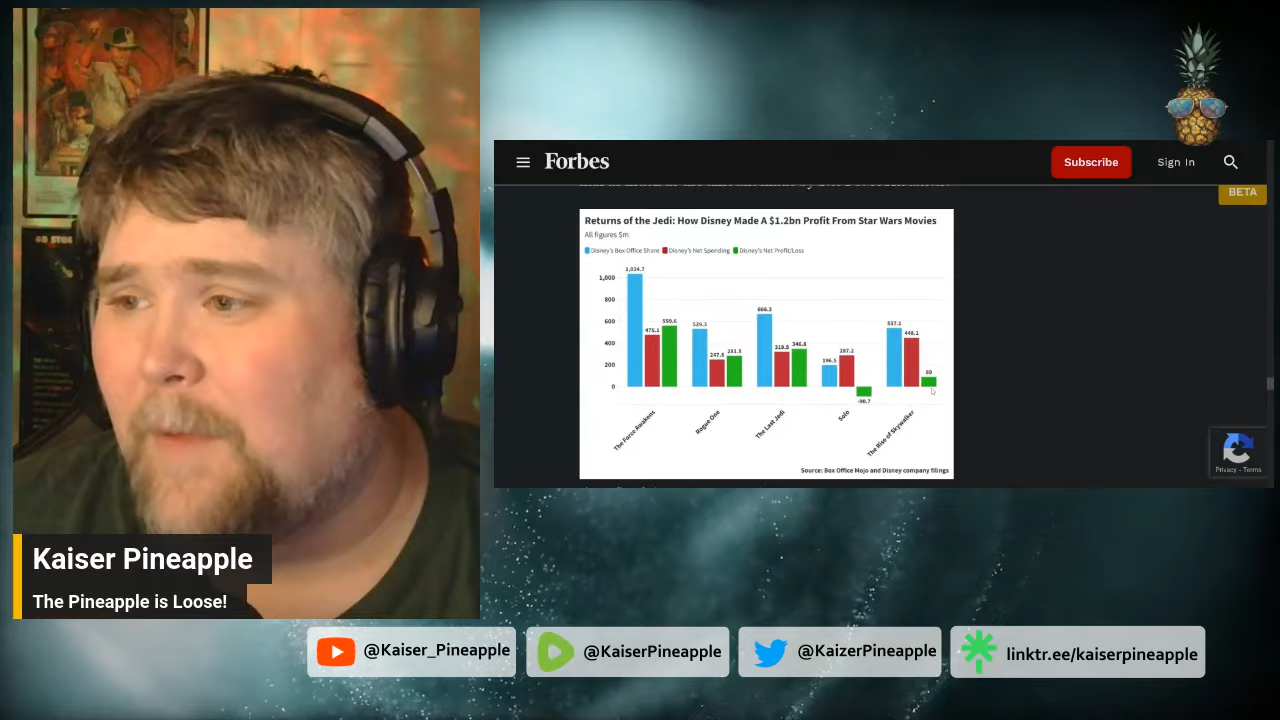 Forbes
Subscribe
Sign In
BETA
Returns of the Jedi: How Disney Made A $1.2bn Profit From Star Wars Movies
All figures $m
Disney's Box Office Share
Disney's Net Spending
Disney's Net Profit/Loss
1,000
800
600
400
200
0
1,034.7
475.1
559.6
529.3
247.8
281.5
666.3
319.5
346.8
196.5
287.2
-90.7
537.1
448.1
89
The Force Awakens
Rogue One
The Last Jedi
Solo
The Rise of Skywalker
Source: Box Office Mojo and Disney company filings
Privacy - Terms
Kaiser Pineapple
The Pineapple is Loose!
@Kaiser_Pineapple
@KaiserPineapple
@KaizerPineapple
linktr.ee/kaiserpineapple